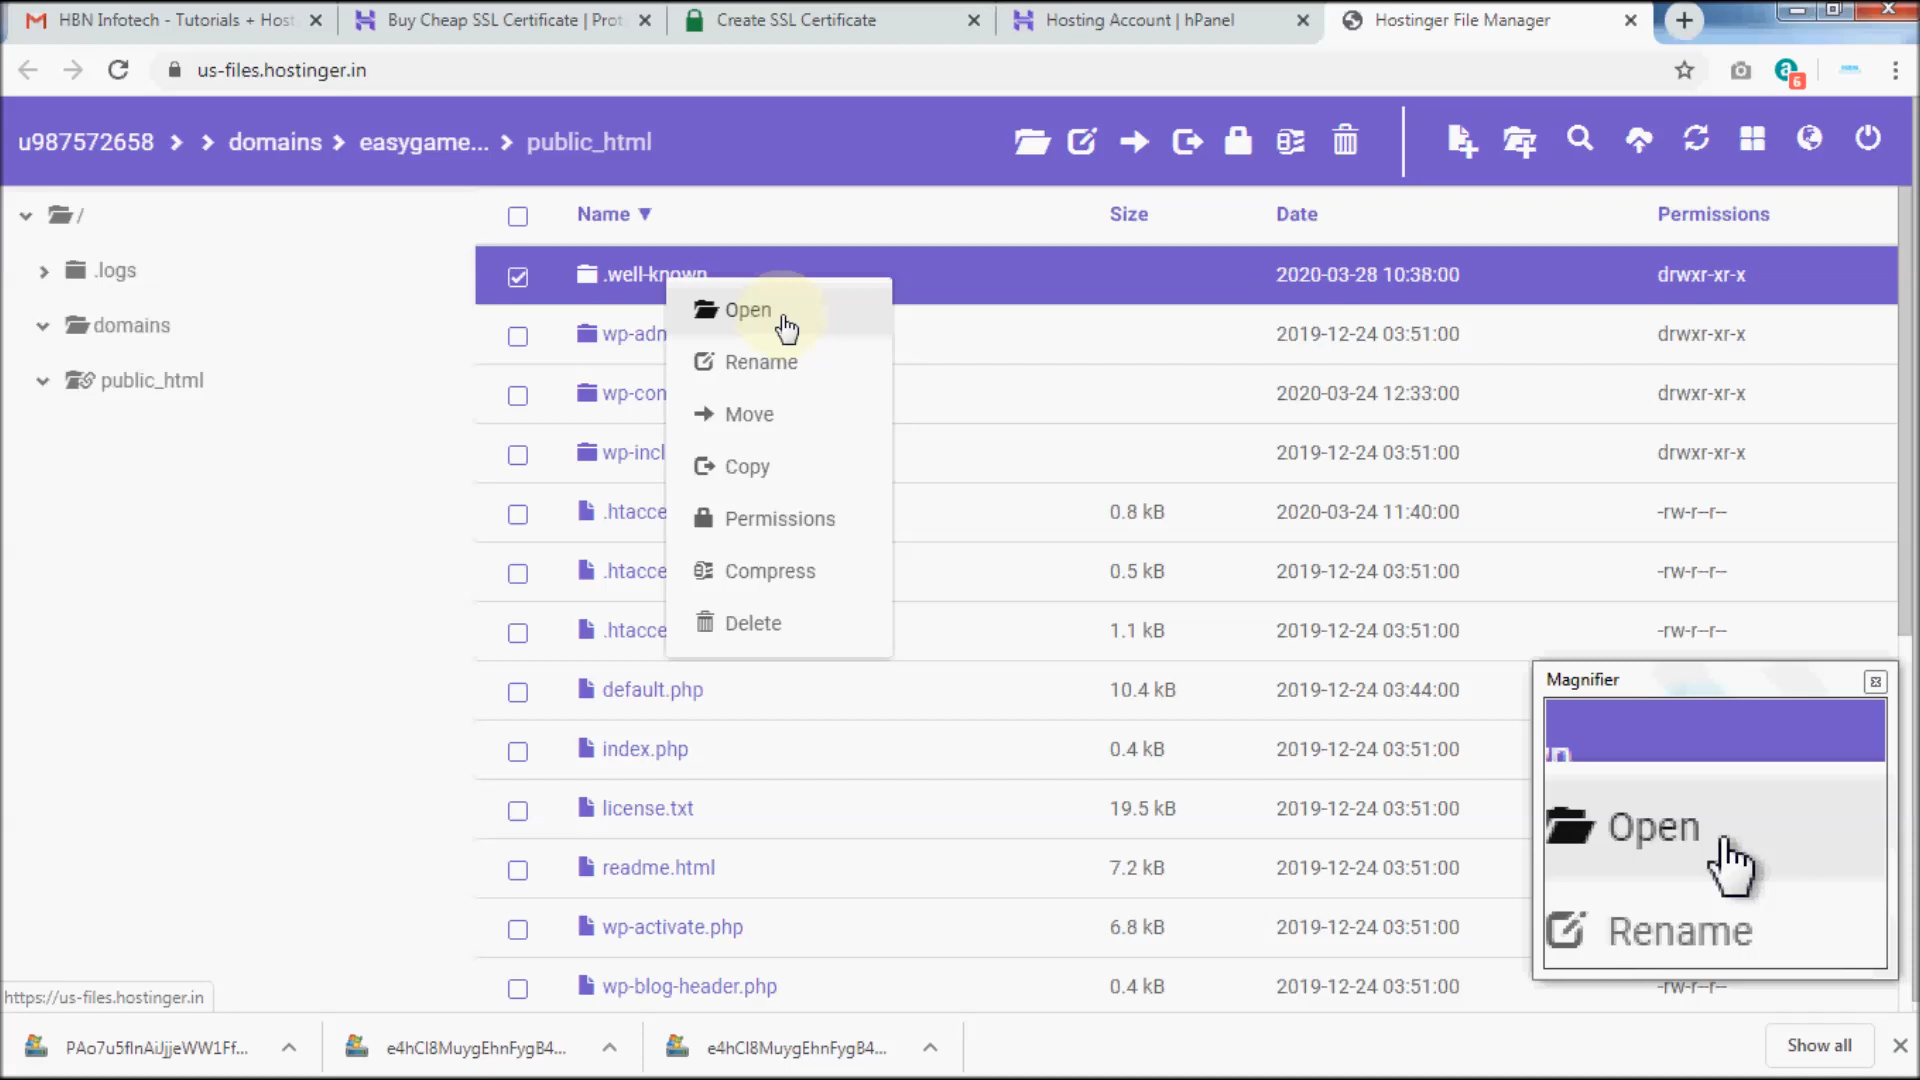 HBN Infotech - Tutorials + Host
Buy Cheap SSL Certificate | Prot
Create SSL Certificate
Hosting Account | hPanel
Hostinger File Manager
us-files.hostinger.in
6
u987572658 > > domains > easygame... > public_html
/
.logs
domains
public_html
Name ▼ Size Date Permissions
.well-known 2020-03-28 10:38:00 drwxr-xr-x
wp-adm 2019-12-24 03:51:00 drwxr-xr-x
wp-con 2020-03-24 12:33:00 drwxr-xr-x
wp-incl 2019-12-24 03:51:00 drwxr-xr-x
.htacce 0.8 kB 2020-03-24 11:40:00 -rw-r--r--
.htacce 0.5 kB 2019-12-24 03:51:00 -rw-r--r--
.htacce 1.1 kB 2019-12-24 03:51:00 -rw-r--r--
default.php 10.4 kB 2019-12-24 03:44:00
index.php 0.4 kB 2019-12-24 03:51:00
license.txt 19.5 kB 2019-12-24 03:51:00
readme.html 7.2 kB 2019-12-24 03:51:00
wp-activate.php 6.8 kB 2019-12-24 03:51:00
wp-blog-header.php 0.4 kB 2019-12-24 03:51:00 -rw-r--r--
Open
Rename
Move
Copy
Permissions
Compress
Delete
Magnifier
Open
Rename
https://us-files.hostinger.in
e4hCl8MuygEhnFygB4...
e4hCl8MuygEhnFygB4...
Show all